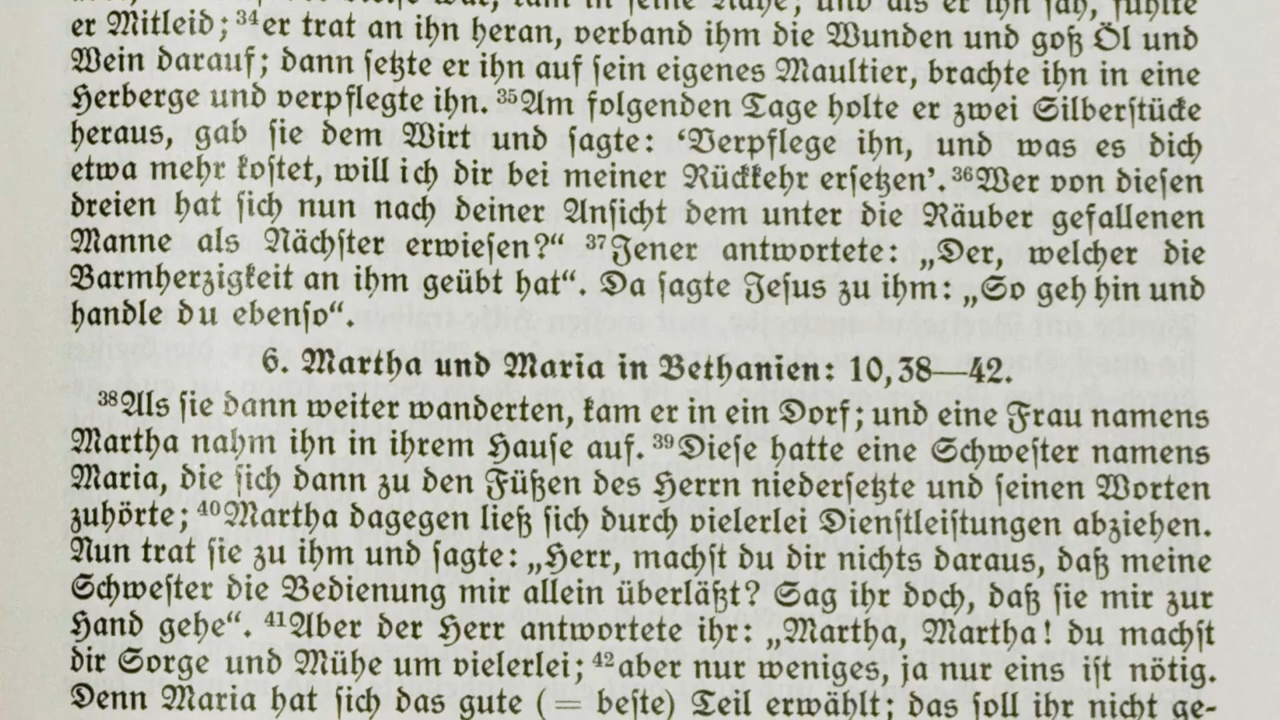 er Mitleid; ³⁴er trat an ihn heran, verband ihm die Wunden und goß Öl und
Wein darauf; dann setzte er ihn auf sein eigenes Maultier, brachte ihn in eine
Herberge und verpflegte ihn. ³⁵Am folgenden Tage holte er zwei Silberstücke
heraus, gab sie dem Wirt und sagte: ‘Verpflege ihn, und was es dich
etwa mehr kostet, will ich dir bei meiner Rückkehr ersetzen’. ³⁶Wer von diesen
dreien hat sich nun nach deiner Ansicht dem unter die Räuber gefallenen
Manne als Nächster erwiesen?“ ³⁷Jener antwortete: „Der, welcher die
Barmherzigkeit an ihm geübt hat“. Da sagte Jesus zu ihm: „So geh hin und
handle du ebenso“.
6. Martha und Maria in Bethanien: 10,38—42.
³⁸Als sie dann weiter wanderten, kam er in ein Dorf; und eine Frau namens
Martha nahm ihn in ihrem Hause auf. ³⁹Diese hatte eine Schwester namens
Maria, die sich dann zu den Füßen des Herrn niedersetzte und seinen Worten
zuhörte; ⁴⁰Martha dagegen ließ sich durch vielerlei Dienstleistungen abziehen.
Nun trat sie zu ihm und sagte: „Herr, machst du dir nichts daraus, daß meine
Schwester die Bedienung mir allein überläßt? Sag ihr doch, daß sie mir zur
Hand gehe“. ⁴¹Aber der Herr antwortete ihr: „Martha, Martha! du machst
dir Sorge und Mühe um vielerlei; ⁴²aber nur weniges, ja nur eins ist nötig.
Denn Maria hat sich das gute (= beste) Teil erwählt; das soll ihr nicht ge-